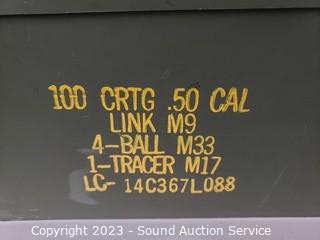 100 CRTG .50 CAL
LINK M9
4-BALL M33
1-TRACER M17
LC- 14C367L088
Copyright 2023 - Sound Auction Service